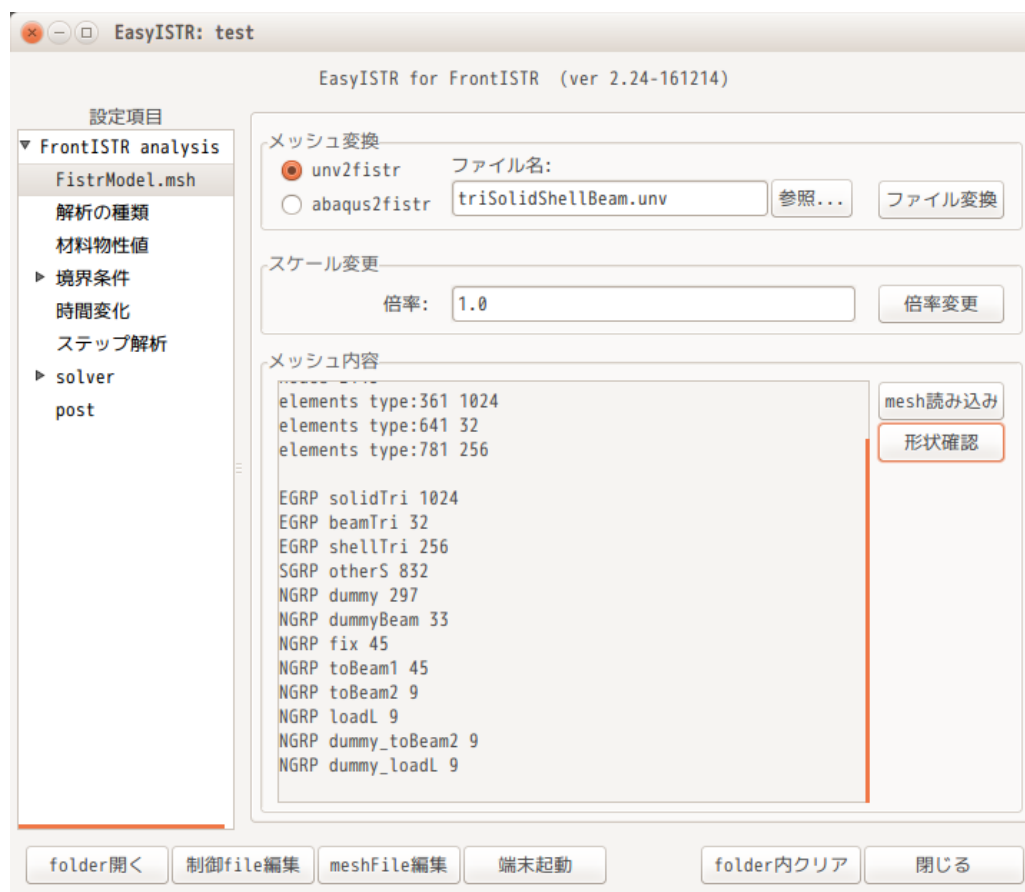 EasyISTR: test
EasyISTR for FrontISTR (ver 2.24-161214)
設定項目
FrontISTR analysis
FistrModel.msh
解析の種類
材料物性値
境界条件
時間変化
ステップ解析
solver
post
メッシュ変換
unv2fistr
ファイル名:
abaqus2fistr
triSolidShellBeam.unv
参照...
ファイル変換
スケール変更
倍率:
1.0
倍率変更
メッシュ内容
elements type:361 1024
elements type:641 32
elements type:781 256
EGRP solidTri 1024
EGRP beamTri 32
EGRP shellTri 256
SGRP otherS 832
NGRP dummy 297
NGRP dummyBeam 33
NGRP fix 45
NGRP toBeam1 45
NGRP toBeam2 9
NGRP loadL 9
NGRP dummy_toBeam2 9
NGRP dummy_loadL 9
mesh読み込み
形状確認
folder開く
制御file編集
meshFile編集
端末起動
folder内クリア
閉じる